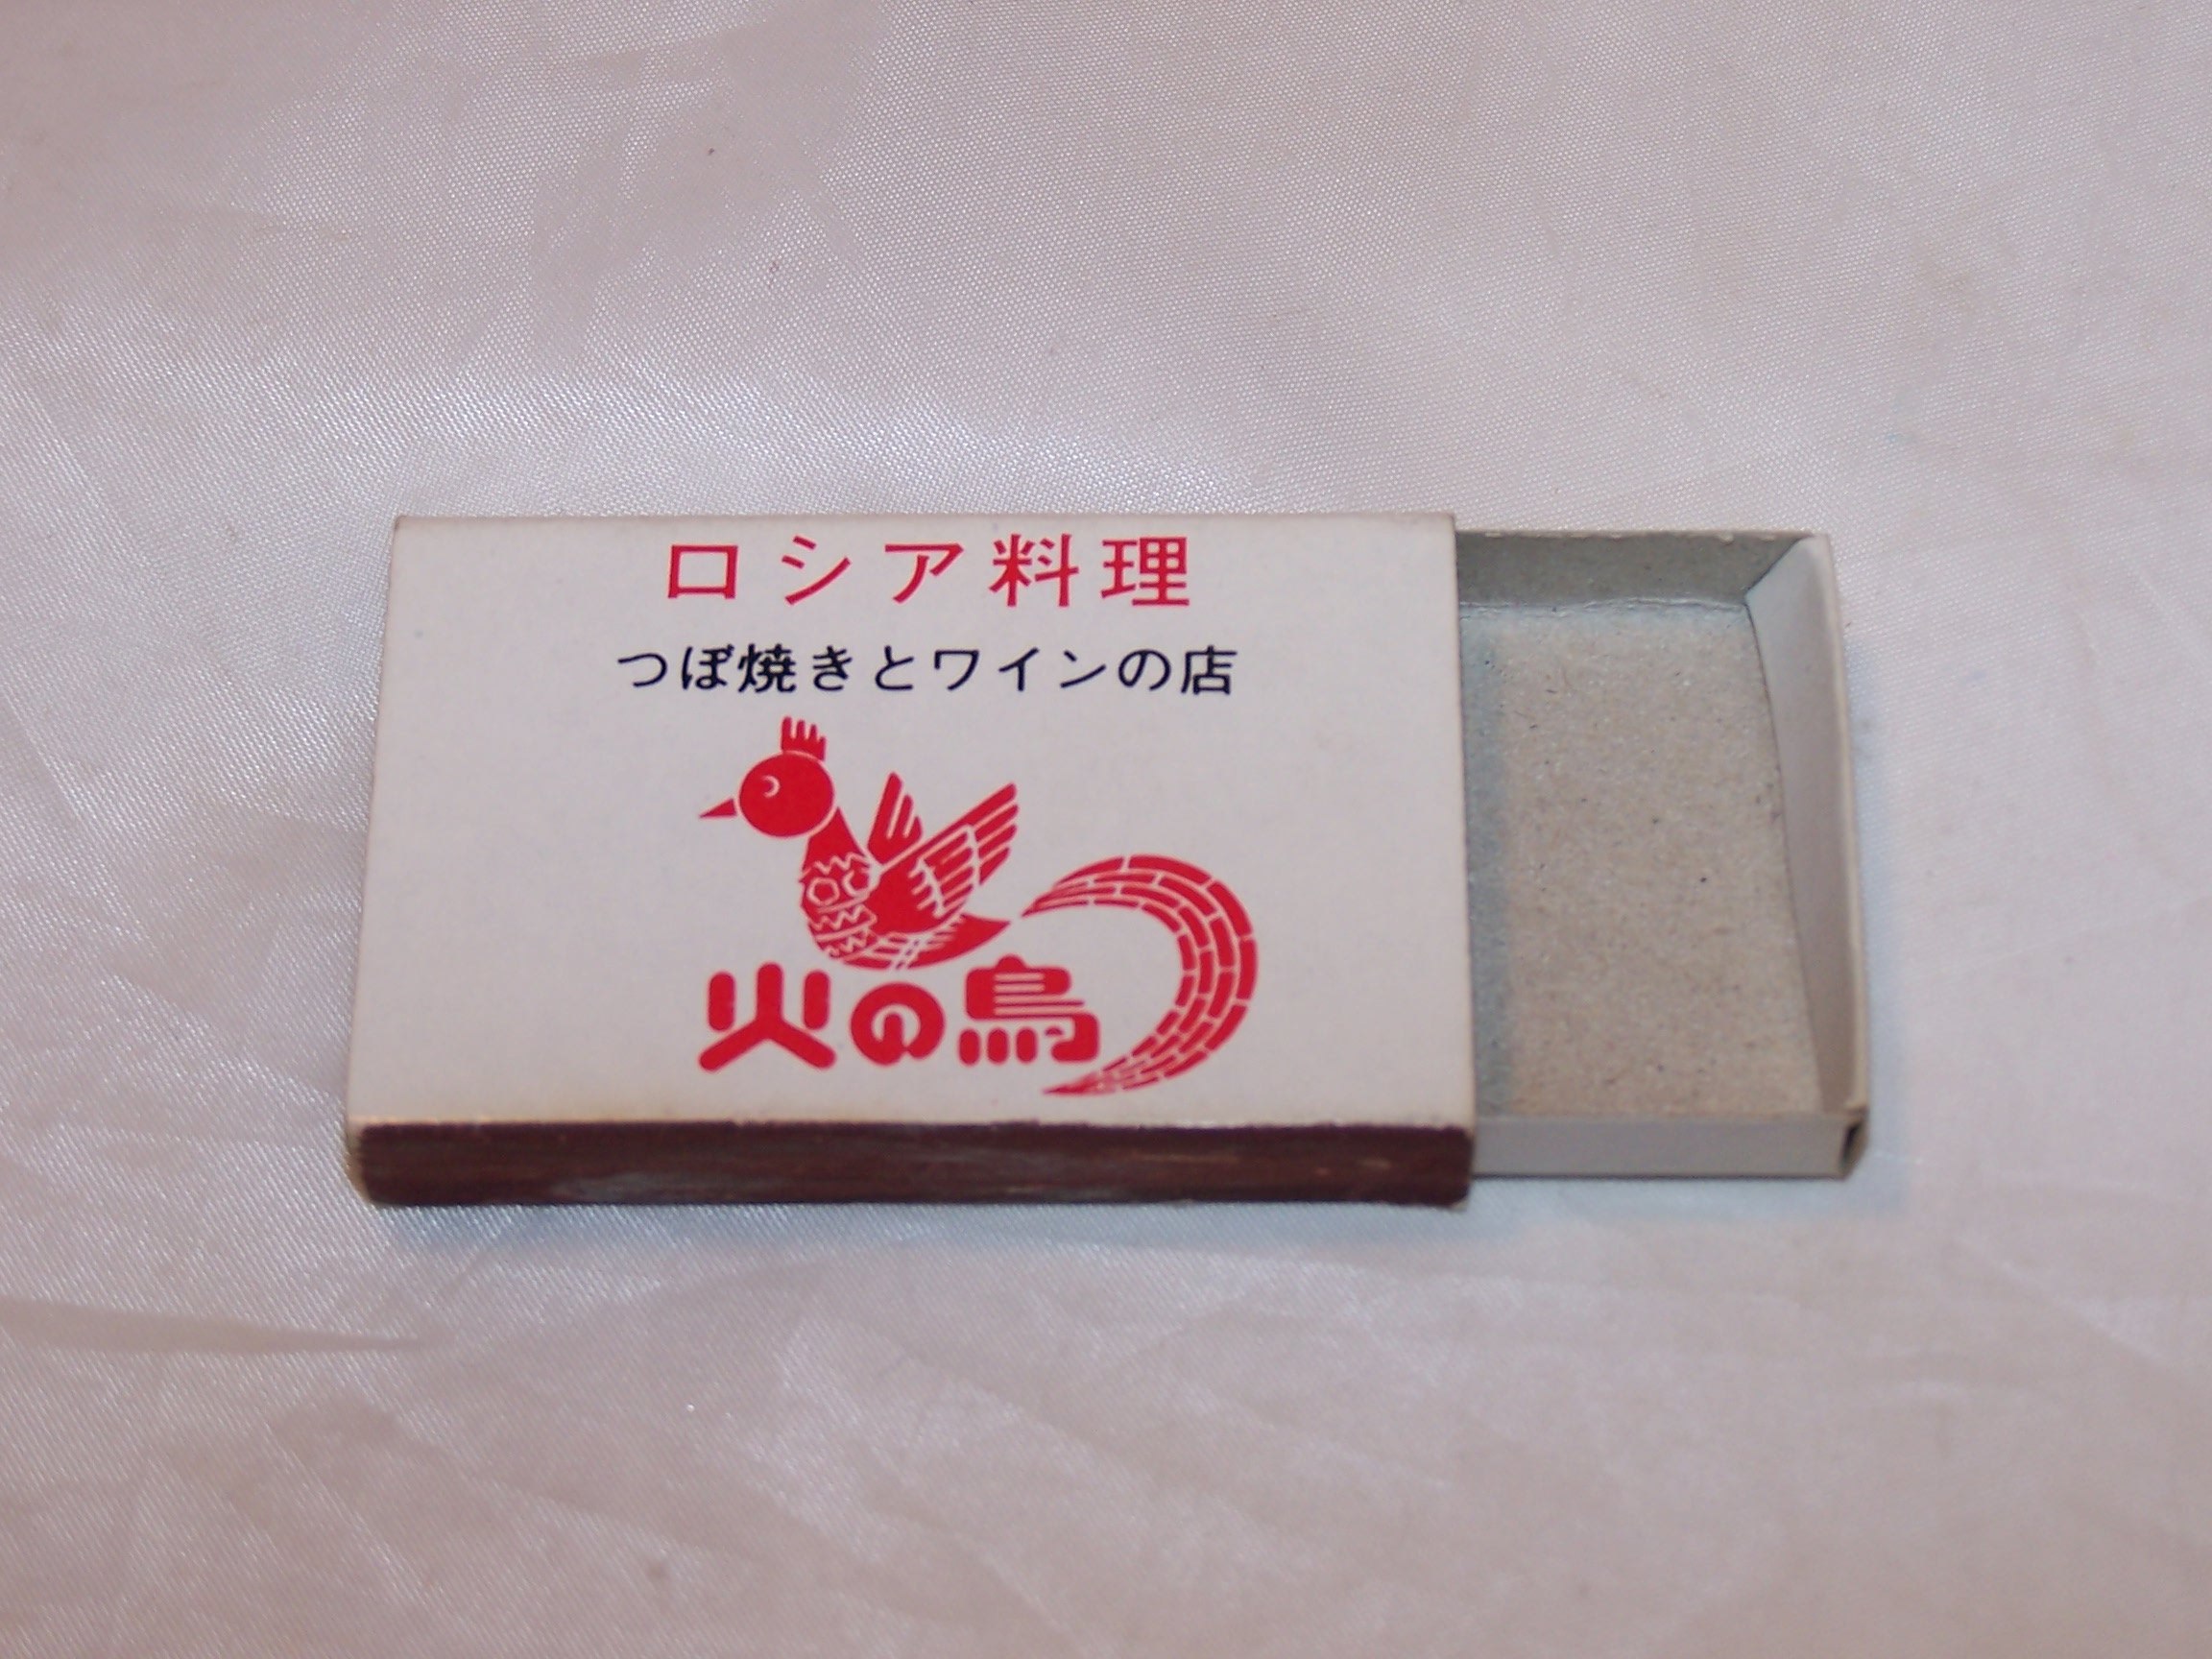 ロシア料理
つぼ焼きとワインの店
火の鳥